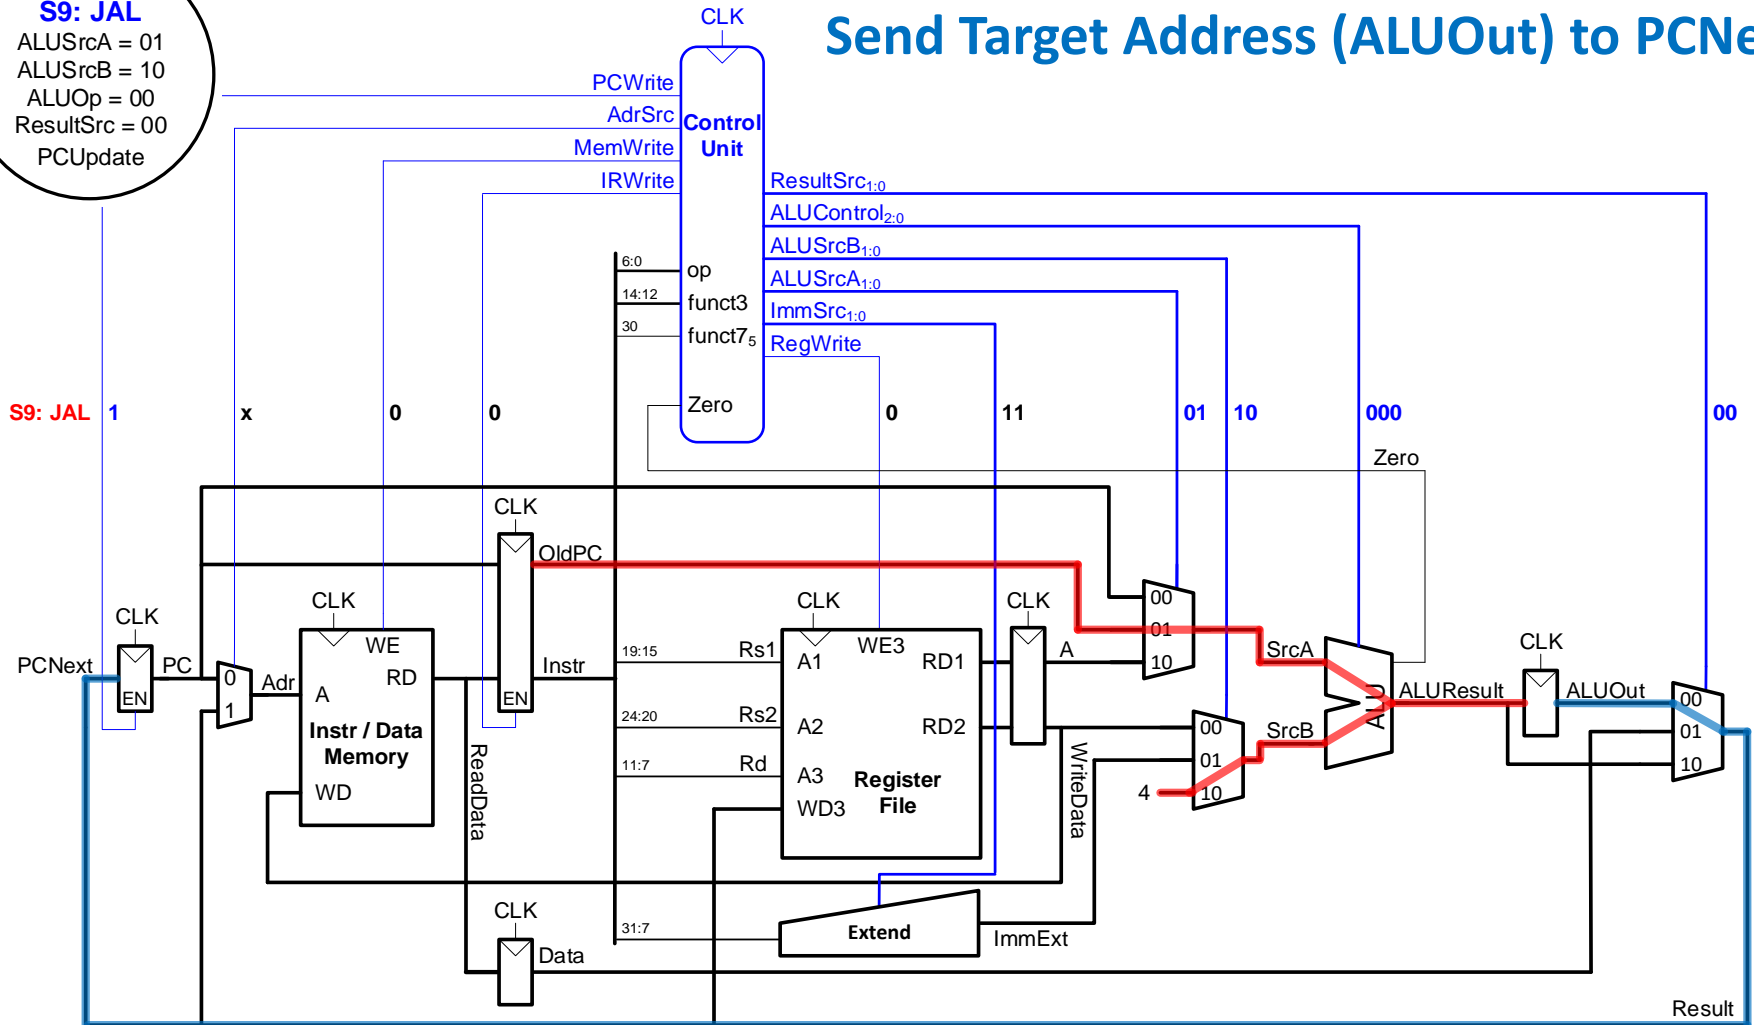 S9: JAL
ALUSrcA = 01
ALUSrcB = 10
ALUOp = 00
ResultSrc = 00
PCUpdate
Send Target Address (ALUOut) to PCNe
CLK
PCWrite
AdrSrc
MemWrite
IRWrite
Control
Unit
ResultSrc1:0
ALUControl2:0
ALUSrcB1:0
ALUSrcA1:0
ImmSrc1:0
RegWrite
6:0
op
14:12
funct3
30
funct75
Zero
S9: JAL
1
x
0
0
0
11
01
10
000
00
Zero
CLK
OldPC
CLK
CLK
CLK
CLK
CLK
PCNext
EN
PC
0
1
Adr
WE
A
RD
Instr / Data
Memory
WD
ReadData
EN
Instr
19:15
Rs1
24:20
Rs2
11:7
Rd
A1
WE3
RD1
A2
RD2
A3
Register
File
WD3
A
WriteData
00
01
10
00
01
10
4
SrcA
SrcB
ALU
ALUResult
ALUOut
00
01
10
CLK
Data
31:7
Extend
ImmExt
Result